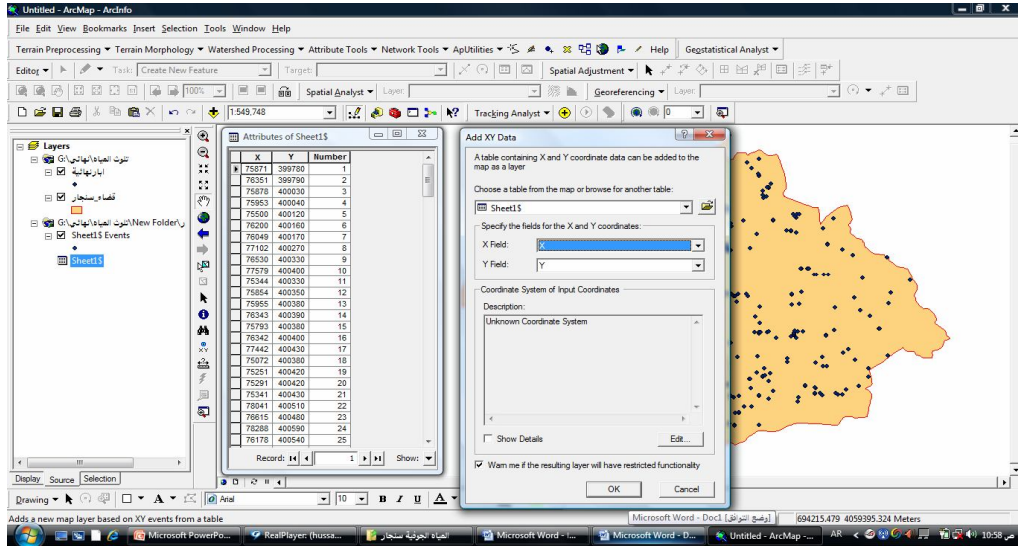 Untitled - ArcMap - ArcInfo
File Edit View Bookmarks Insert Selection Tools Window Help
Terrain Preprocessing Terrain Morphology Watershed Processing Attribute Tools Network Tools ApUtilities Help Geostatistical Analyst
Editor Task: Create New Feature Target: Spatial Adjustment
100% Spatial Analyst Layer: Georeferencing Layer:
1:549,748 Tracking Analyst 0
Layers
G:\تلوث المياه\نهائي
ابارنهائية
قضاء_سنجار
G:\تلوث المياه\نهائي\New Folder\
Sheet1$ Events
Sheet1$
Display Source Selection
Attributes of Sheet1$
X Y Number
75871 399780 1
76351 399790 2
75878 400030 3
75953 400040 4
75500 400120 5
76200 400160 6
76049 400170 7
77102 400270 8
76530 400330 9
77579 400400 10
75344 400330 11
75854 400350 12
75955 400380 13
76343 400390 14
75793 400380 15
76342 400400 16
77442 400430 17
75072 400380 18
75251 400420 19
75291 400420 20
75341 400430 21
78041 400510 22
76615 400480 23
78288 400590 24
76178 400540 25
Record: 1 Show:
Add XY Data
A table containing X and Y coordinate data can be added to the
map as a layer
Choose a table from the map or browse for another table:
Sheet1$
Specify the fields for the X and Y coordinates:
X Field: X
Y Field: Y
Coordinate System of Input Coordinates
Description:
Unknown Coordinate System
Show Details Edit...
Warn me if the resulting layer will have restricted functionality
OK Cancel
Drawing A Arial 10 B I U A
Adds a new map layer based on XY events from a table
Microsoft Word - Doc1 [وضع التوافق]
694215.479 4059395.324 Meters
Microsoft PowerPo... RealPlayer: (hussa... المياه الجوفية سنجار Microsoft Word - ... Microsoft Word - D... Untitled - ArcMap - ... AR 10:58 ص